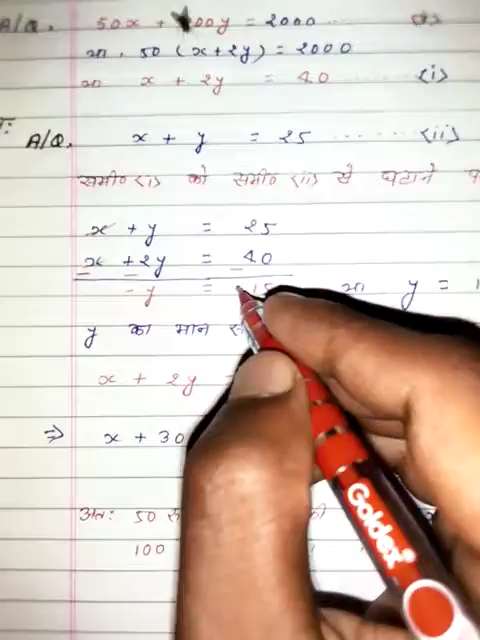 A/Q, 50x + 100y = 2000 ..... (i)
या, 50 (x+2y) = 2000
या x + 2y = 40 ........ (i)
A/Q, x + y = 25 ....... (ii)
समी० (i) को समी० (ii) से घटाने
x + y = 25
x + 2y = 40
- y = 15 या y = 1
y का मान
x + 2y
⇒ x + 30
अतः 50 की
100
Goldex